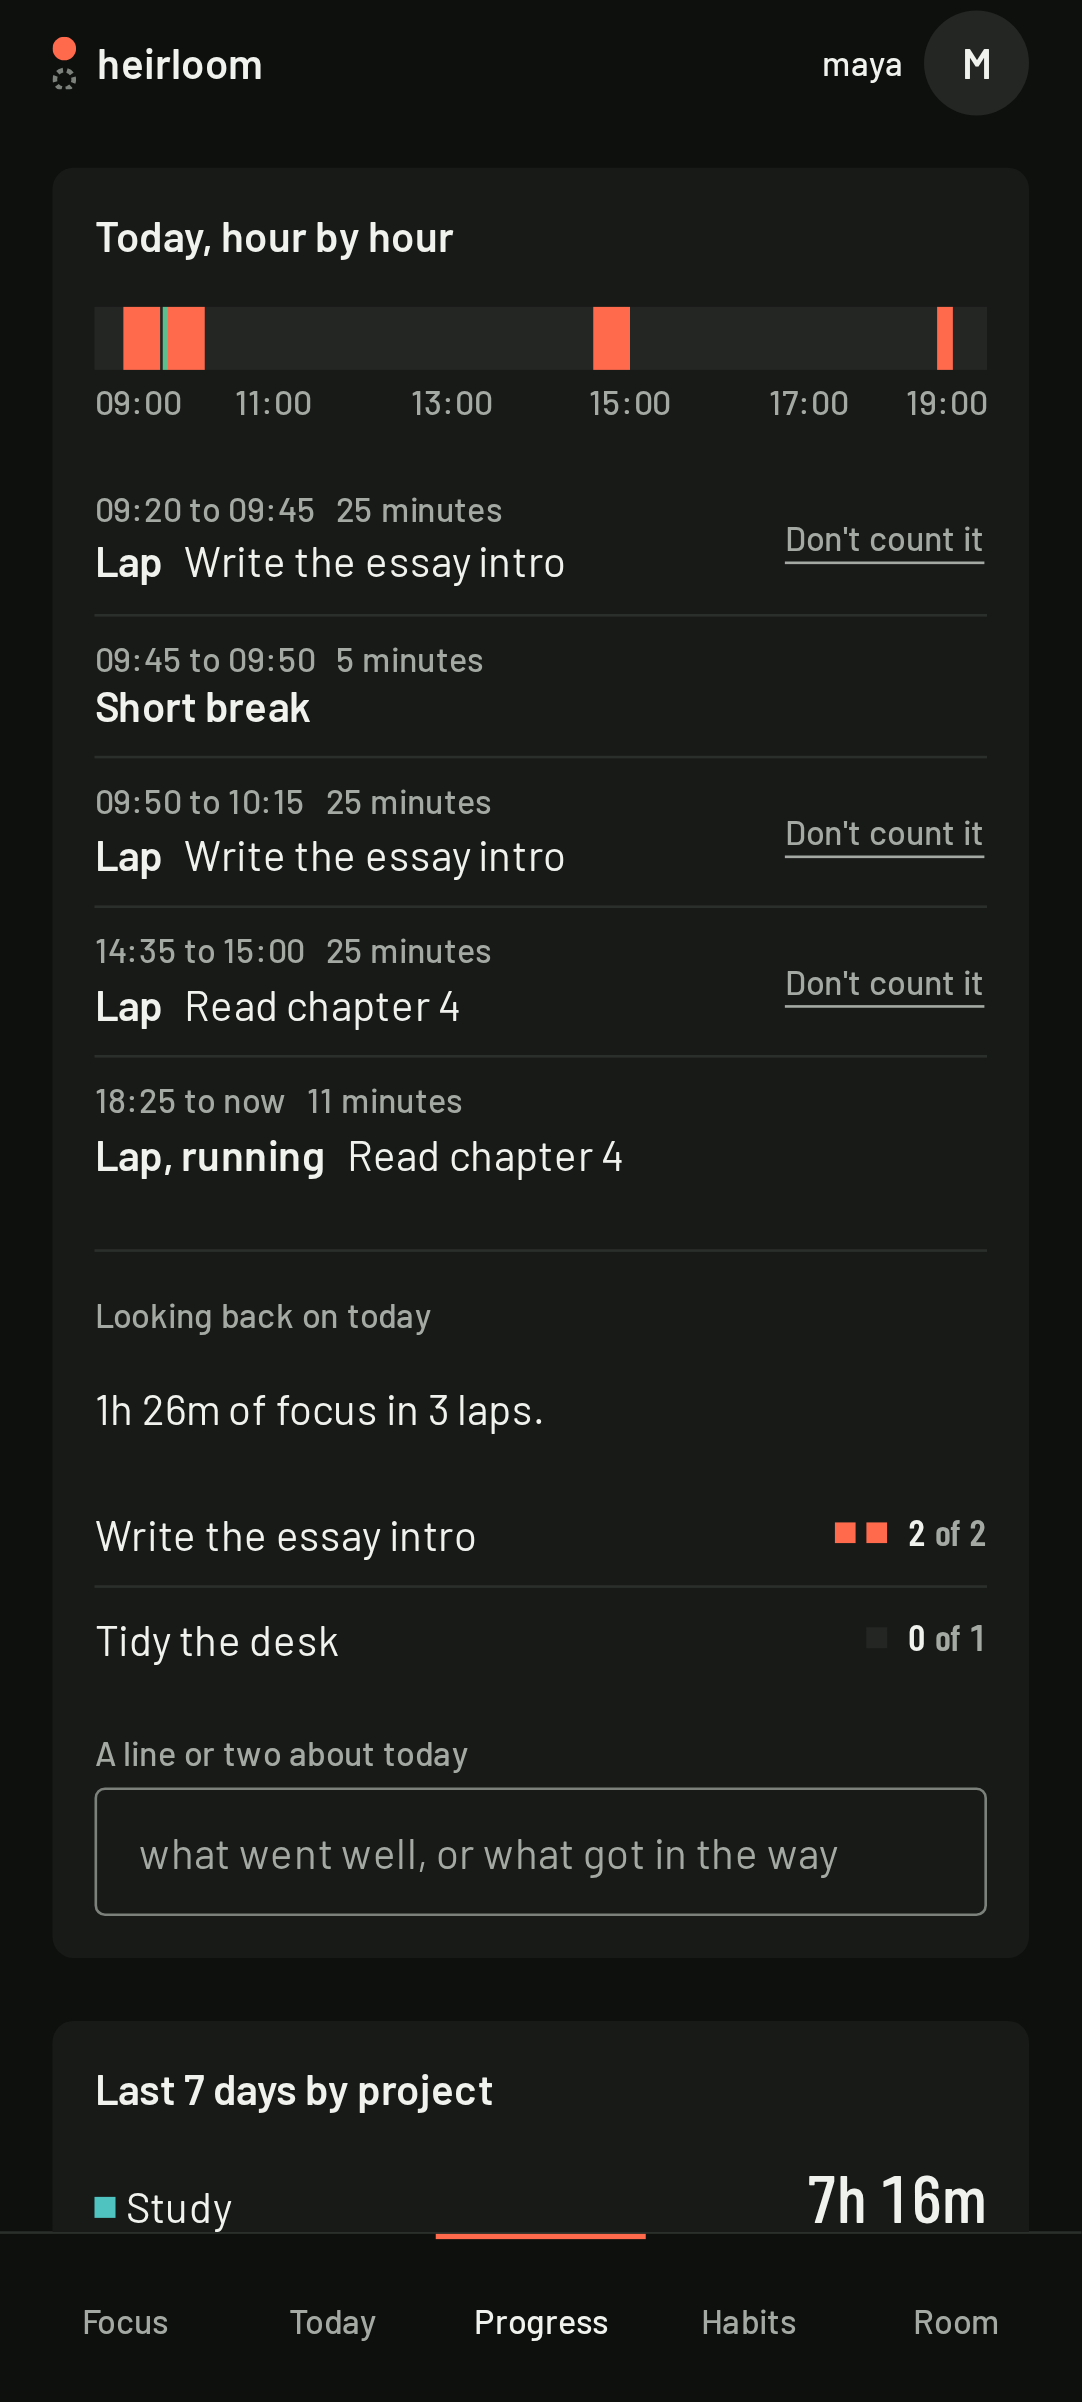 heirloom
maya M
Today, hour by hour
09:00 11:00 13:00 15:00 17:00 19:00
09:20 to 09:45 25 minutes
Lap Write the essay intro
Don't count it
09:45 to 09:50 5 minutes
Short break
09:50 to 10:15 25 minutes
Lap Write the essay intro
Don't count it
14:35 to 15:00 25 minutes
Lap Read chapter 4
Don't count it
18:25 to now 11 minutes
Lap, running Read chapter 4
Looking back on today
1h 26m of focus in 3 laps.
Write the essay intro 2 of 2
Tidy the desk 0 of 1
A line or two about today
what went well, or what got in the way
Last 7 days by project
Study 7h 16m
Focus Today Progress Habits Room